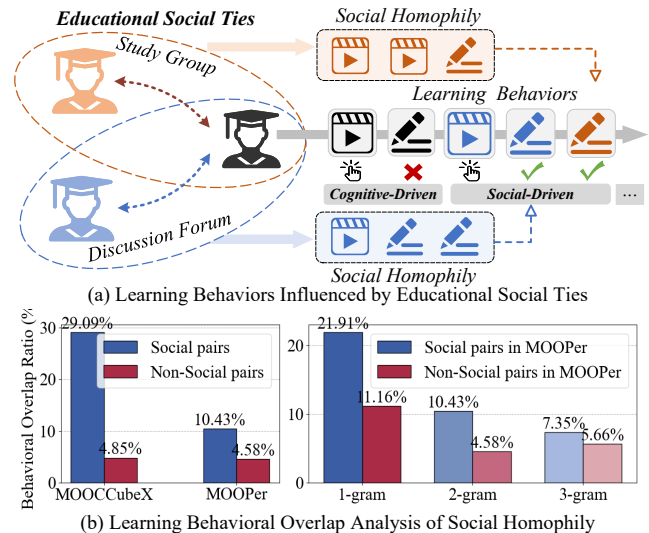 Educational Social Ties
Social Homophily
Study Group
Learning Behaviors
Cognitive-Driven
Social-Driven
...
Discussion Forum
Social Homophily
(a) Learning Behaviors Influenced by Educational Social Ties
Behavioral Overlap Ratio (%
30
20
10
0
29.09%
4.85%
10.43%
4.58%
Social pairs
Non-Social pairs
MOOCCubeX
MOOPer
20
10
0
21.91%
11.16%
10.43%
4.58%
7.35%
5.66%
Social pairs in MOOPer
Non-Social pairs in MOOPer
1-gram
2-gram
3-gram
(b) Learning Behavioral Overlap Analysis of Social Homophily